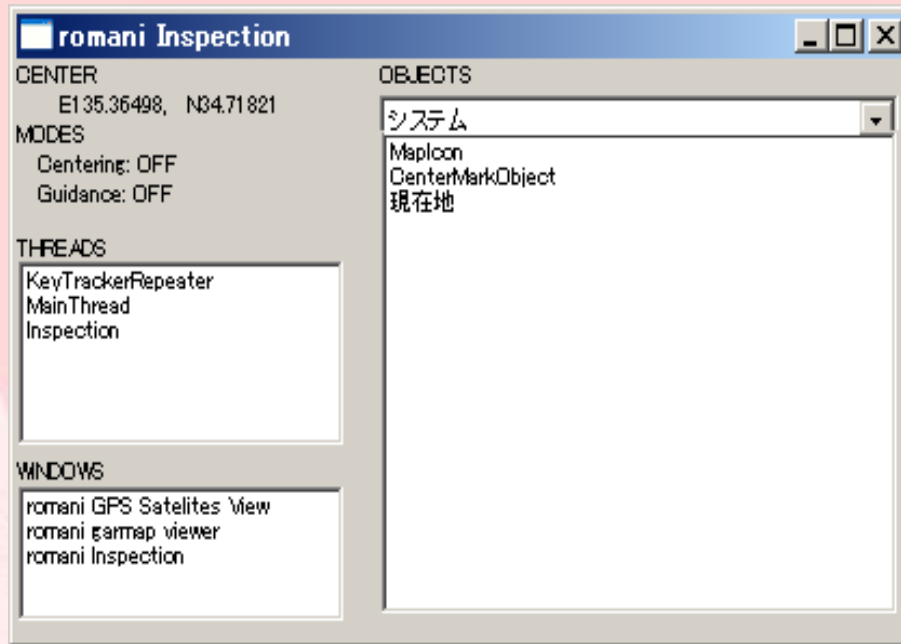 romani Inspection
CENTER
E135.36498, N34.71821
MODES
Centering: OFF
Guidance: OFF
THREADS
KeyTrackerRepeater
MainThread
Inspection
WINDOWS
romani GPS Satelites View
romani garmap viewer
romani Inspection
OBJECTS
システム
MapIcon
CenterMarkObject
現在地